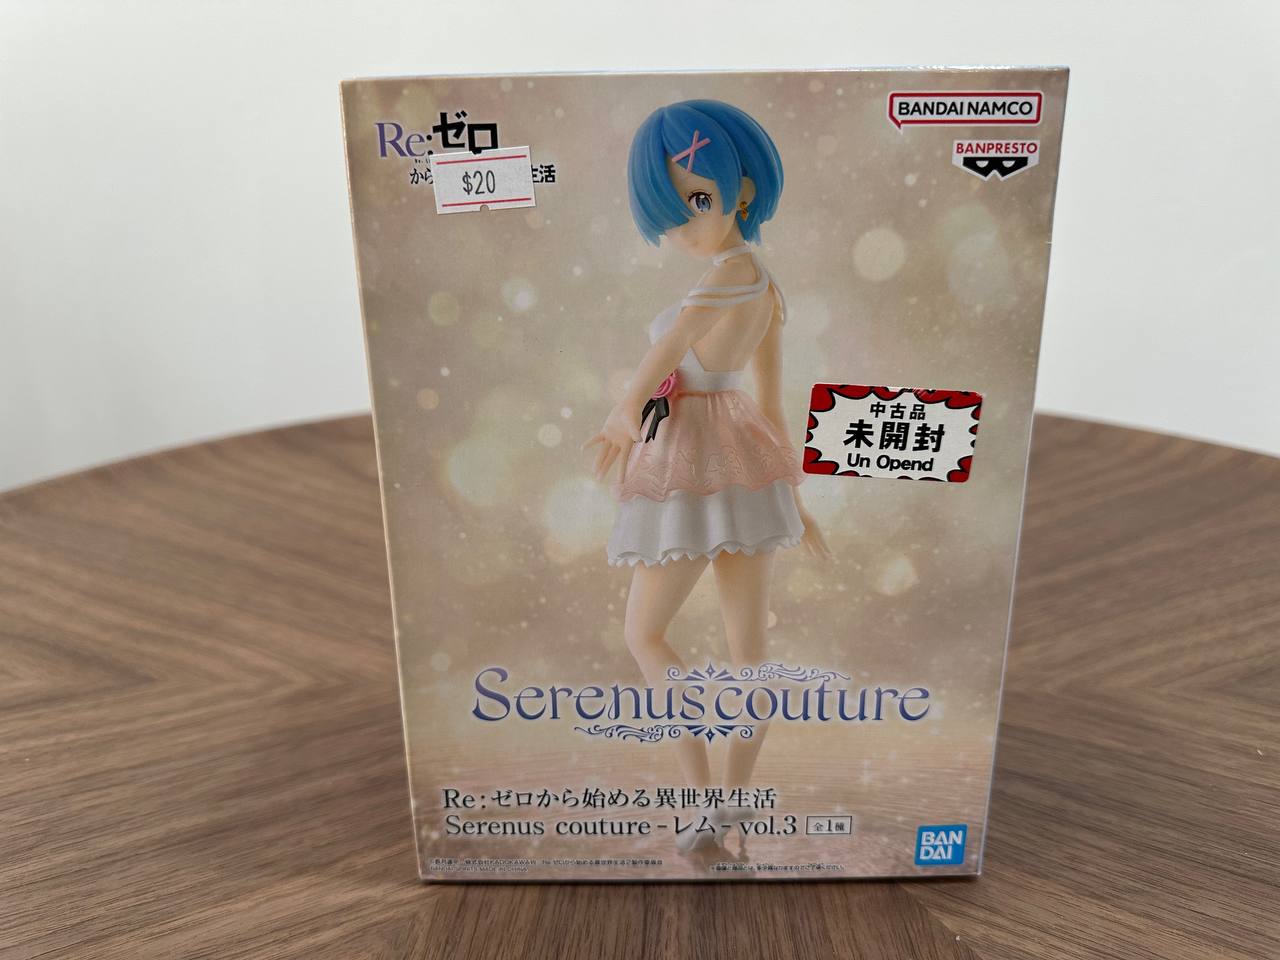 Re:ゼロ
から
生活
$20
BANDAI NAMCO
BANPRESTO
中古品
未開封
Un Opend
Serenus couture
Re:ゼロから始める異世界生活
Serenus couture -レム- vol.3 全1種
BAN
DAI